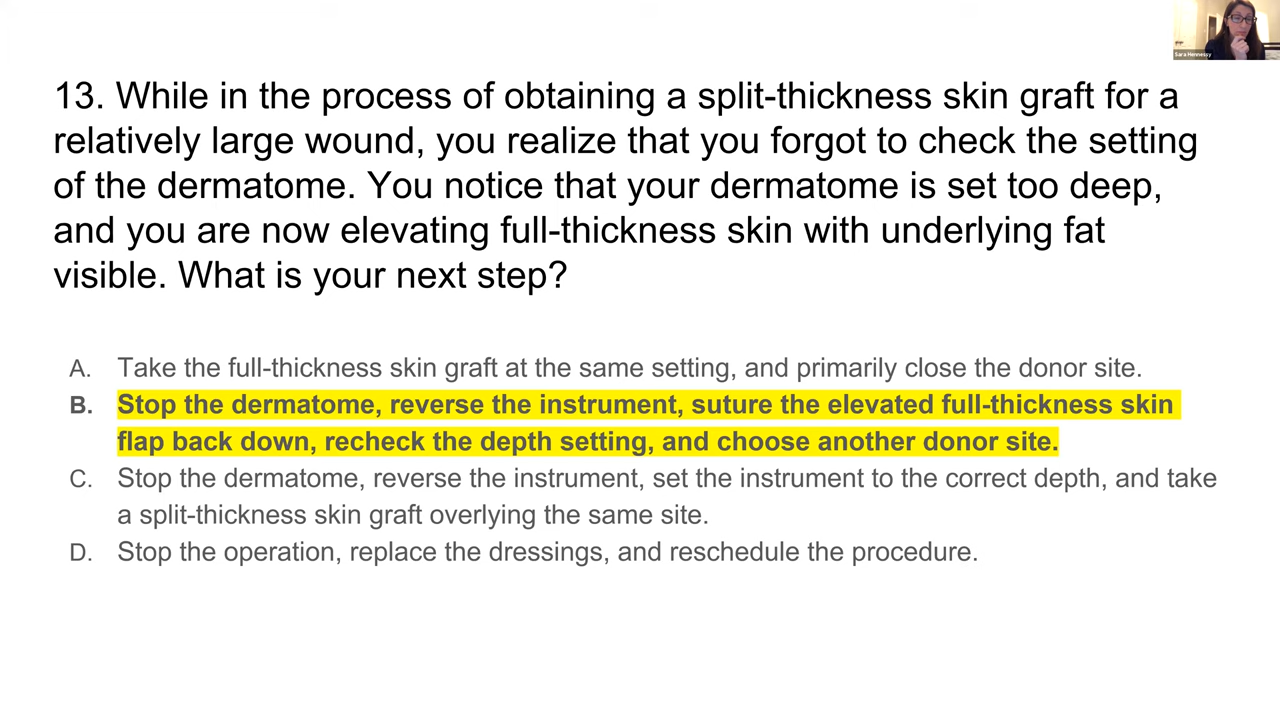 Sara Hennessy
13. While in the process of obtaining a split-thickness skin graft for a
relatively large wound, you realize that you forgot to check the setting
of the dermatome. You notice that your dermatome is set too deep,
and you are now elevating full-thickness skin with underlying fat
visible. What is your next step?
A. Take the full-thickness skin graft at the same setting, and primarily close the donor site.
B. Stop the dermatome, reverse the instrument, suture the elevated full-thickness skin
flap back down, recheck the depth setting, and choose another donor site.
C. Stop the dermatome, reverse the instrument, set the instrument to the correct depth, and take
a split-thickness skin graft overlying the same site.
D. Stop the operation, replace the dressings, and reschedule the procedure.